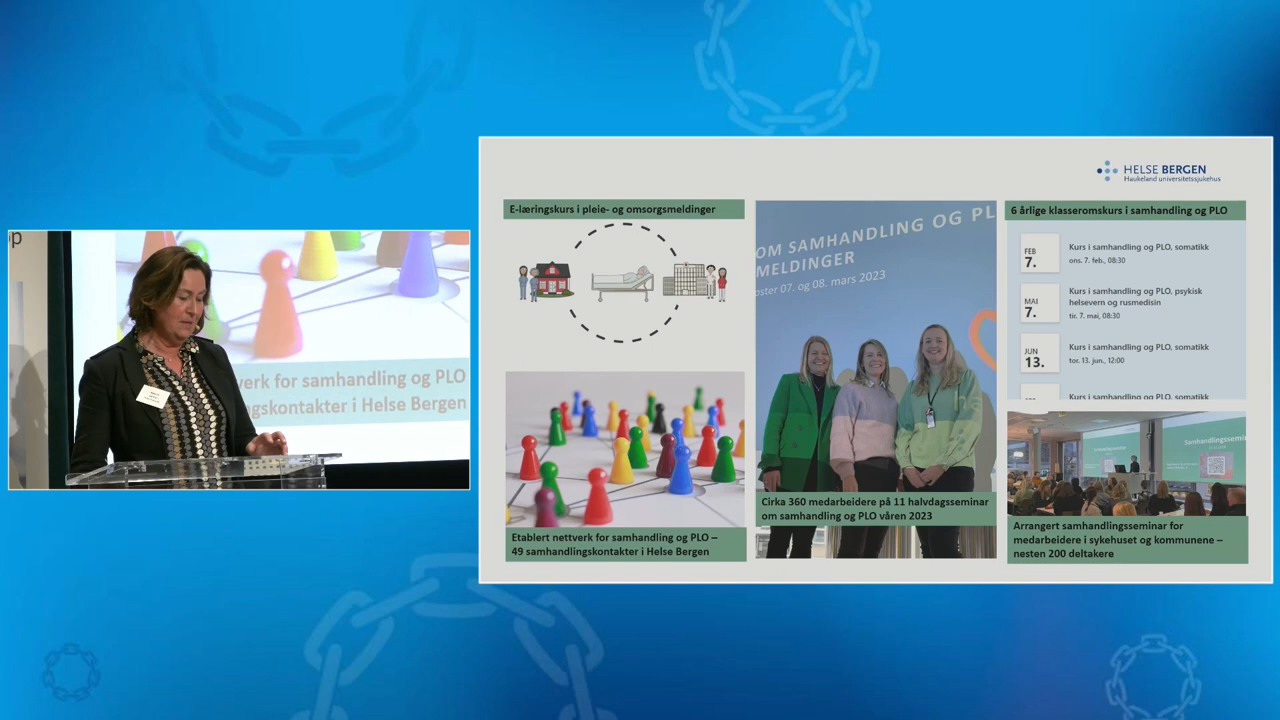 op
verk for samhandling og PLO
ngskontakter i Helse Bergen
HELSE BERGEN
Haukeland universitetssjukehus
E-læringskurs i pleie- og omsorgsmeldinger
Etablert nettverk for samhandling og PLO –
49 samhandlingskontakter i Helse Bergen
OM SAMHANDLING OG PL
MELDINGER
oster 07. og 08. mars 2023
Cirka 360 medarbeidere på 11 halvdagsseminar
om samhandling og PLO våren 2023
6 årlige klasseromskurs i samhandling og PLO
FEB
7.
Kurs i samhandling og PLO, somatikk
ons. 7. feb., 08:30
MAI
7.
Kurs i samhandling og PLO, psykisk
helsevern og rusmedisin
tir. 7. mai, 08:30
JUN
13.
Kurs i samhandling og PLO, somatikk
tor. 13. jun., 12:00
Kurs i samhandling og PLO, somatikk
Samhandlingssemin
Arrangert samhandlingsseminar for
medarbeidere i sykehuset og kommunene –
nesten 200 deltakere